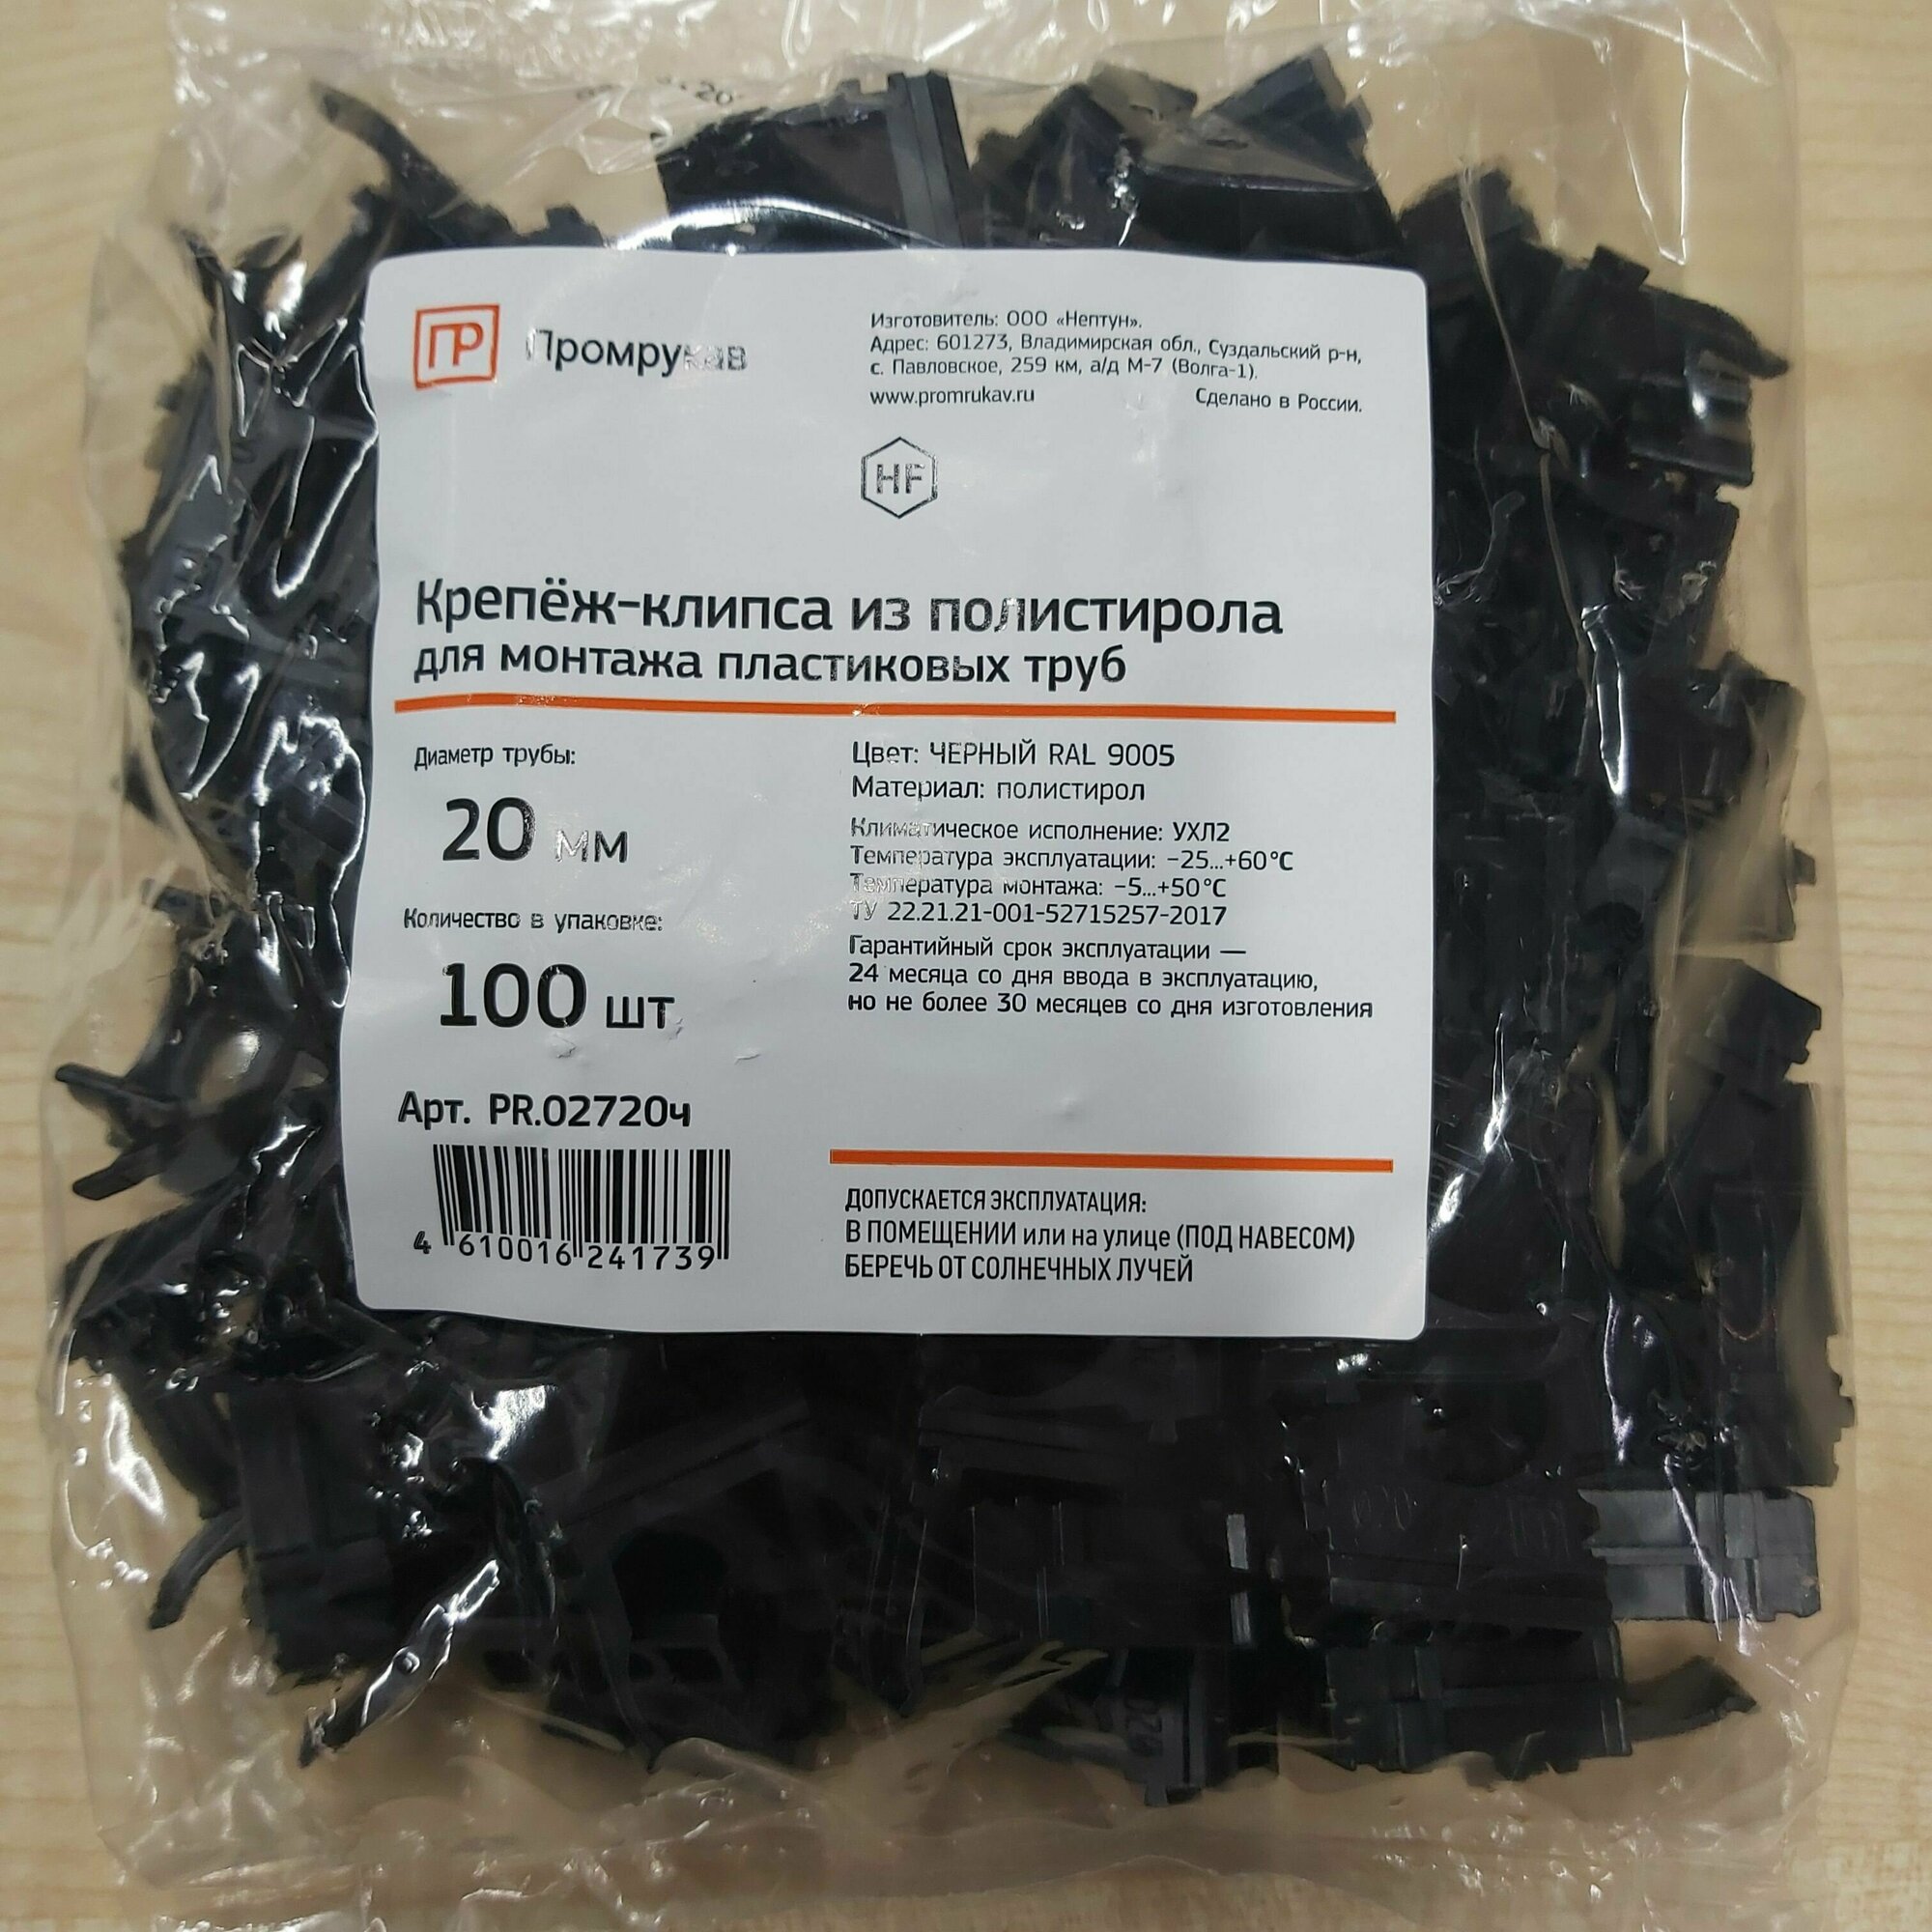 ПР
Промрукав
Изготовитель: ООО «Нептун».
Адрес: 601273, Владимирская обл., Суздальский р-н,
с. Павловское, 259 км, а/д М-7 (Волга-1).
www.promrukav.ru
Сделано в России.
HF
Крепёж-клипса из полистирола
для монтажа пластиковых труб
Диаметр трубы:
20 мм
Количество в упаковке:
100 шт.
Арт. PR.02720ч
4 610016 241739
Цвет: ЧЕРНЫЙ RAL 9005
Материал: полистирол
Климатическое исполнение: УХЛ2
Температура эксплуатации: −25...+60°C
Температура монтажа: −5...+50°C
ТУ 22.21.21-001-52715257-2017
Гарантийный срок эксплуатации —
24 месяца со дня ввода в эксплуатацию,
но не более 30 месяцев со дня изготовления
ДОПУСКАЕТСЯ ЭКСПЛУАТАЦИЯ:
В ПОМЕЩЕНИИ или на улице (ПОД НАВЕСОМ)
БЕРЕЧЬ ОТ СОЛНЕЧНЫХ ЛУЧЕЙ